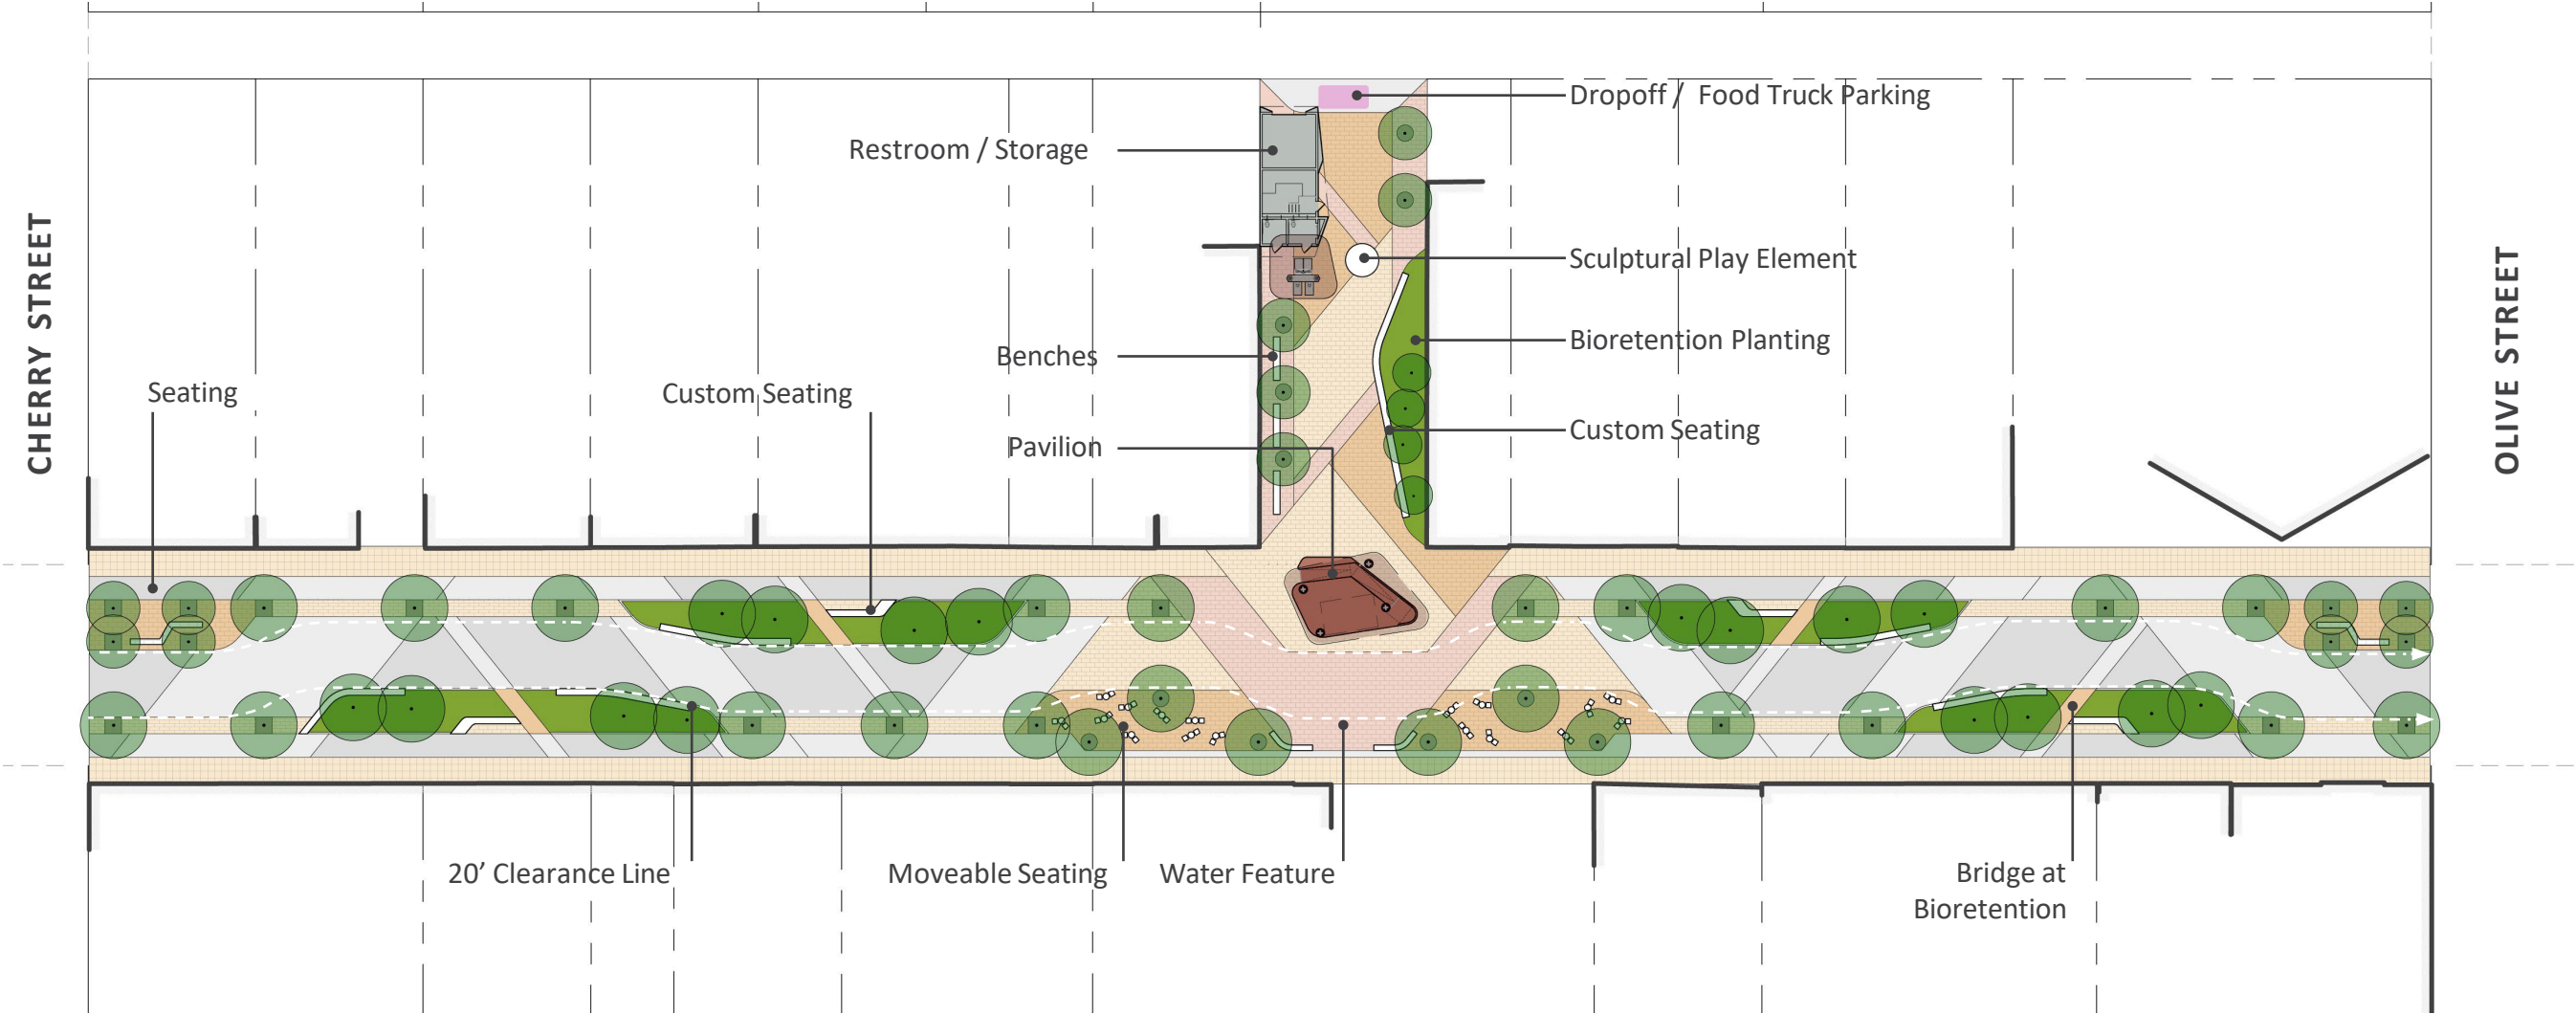 Dropoff / Food Truck Parking
Restroom / Storage
CHERRY STREET
OLIVE STREET
Sculptural Play Element
Bioretention Planting
Benches
Seating
Custom Seating
Custom Seating
Pavilion
20' Clearance Line
Moveable Seating
Water Feature
Bridge at
Bioretention